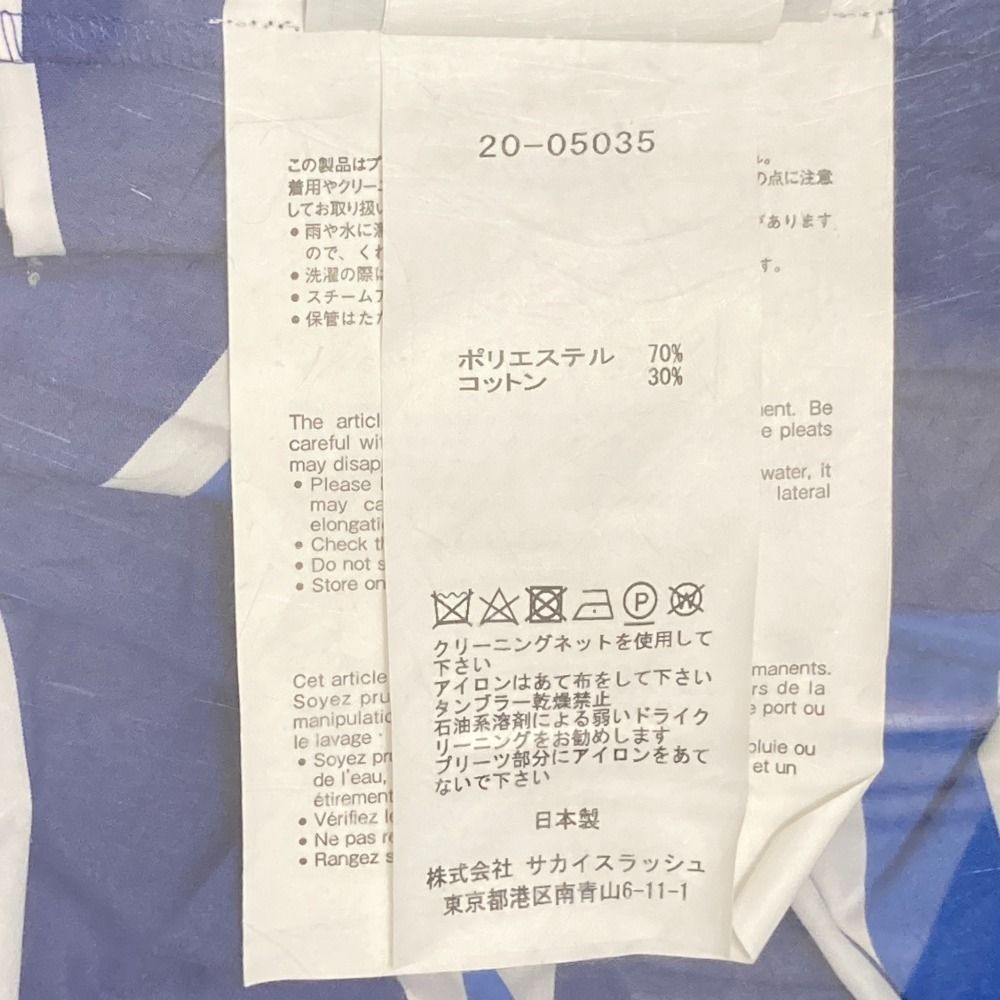 20-05035
ポリエステル 70%
コットン 30%
クリーニングネットを使用して
下さい
アイロンはあて布をして下さい
タンブラー乾燥禁止
石油系溶剤による弱いドライク
リーニングをお勧めします
プリーツ部分にアイロンをあて
ないで下さい
日本製
株式会社 サカイスラッシュ
東京都港区南青山6-11-1
この製品はプ
着用やクリー の点に注意
してお取り扱い
● 雨や水に があります
ので、くれ
● 洗濯の際は す。
● スチームア
● 保管はたた
The articl ent. Be
careful wit e pleats
may disap
● Please water, it
may ca lateral
elongati
● Check th
● Do not s
● Store on
Cet article manents.
Soyez pru rs de la
manipulatio port ou
le lavage
● Soyez pr pluie ou
de l'eau, et un
étirement
● Vérifiez le
● Ne pas re
● Rangez s